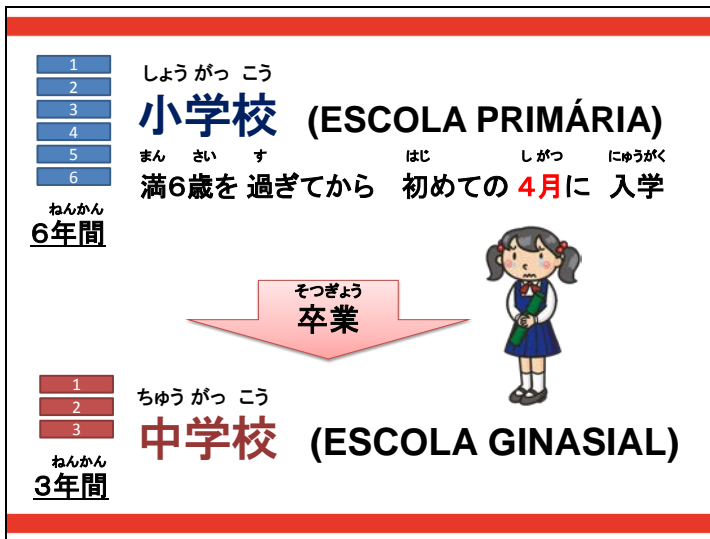 1
2
3
4
5
6
ねんかん
６年間
しょう がっ こう
小学校 (ESCOLA PRIMÁRIA)
まん さい す はじ し がつ にゅうがく
満６歳を 過ぎてから 初めての ４月に 入学
そつぎょう
卒業
1
2
3
ねんかん
３年間
ちゅう がっ こう
中学校 (ESCOLA GINASIAL)